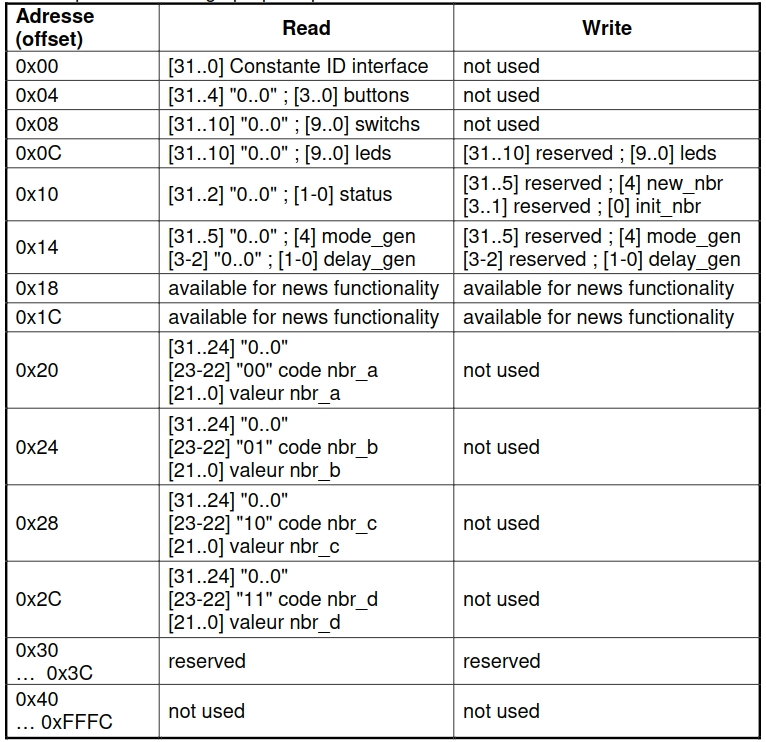 Adresse
(offset)
Read
Write
0x00
[31..0] Constante ID interface
not used
0x04
[31..4] "0..0" ; [3..0] buttons
not used
0x08
[31..10] "0..0" ; [9..0] switchs
not used
0x0C
[31..10] "0..0" ; [9..0] leds
[31..10] reserved ; [9..0] leds
0x10
[31..2] "0..0" ; [1-0] status
[31..5] reserved ; [4] new_nbr
[3..1] reserved ; [0] init_nbr
0x14
[31..5] "0..0" ; [4] mode_gen
[3-2] "0..0" ; [1-0] delay_gen
[31..5] reserved ; [4] mode_gen
[3-2] reserved ; [1-0] delay_gen
0x18
available for news functionality
available for news functionality
0x1C
available for news functionality
available for news functionality
0x20
[31..24] "0..0"
[23-22] "00" code nbr_a
[21..0] valeur nbr_a
not used
0x24
[31..24] "0..0"
[23-22] "01" code nbr_b
[21..0] valeur nbr_b
not used
0x28
[31..24] "0..0"
[23-22] "10" code nbr_c
[21..0] valeur nbr_c
not used
0x2C
[31..24] "0..0"
[23-22] "11" code nbr_d
[21..0] valeur nbr_d
not used
0x30
... 0x3C
reserved
reserved
0x40
... 0xFFFC
not used
not used